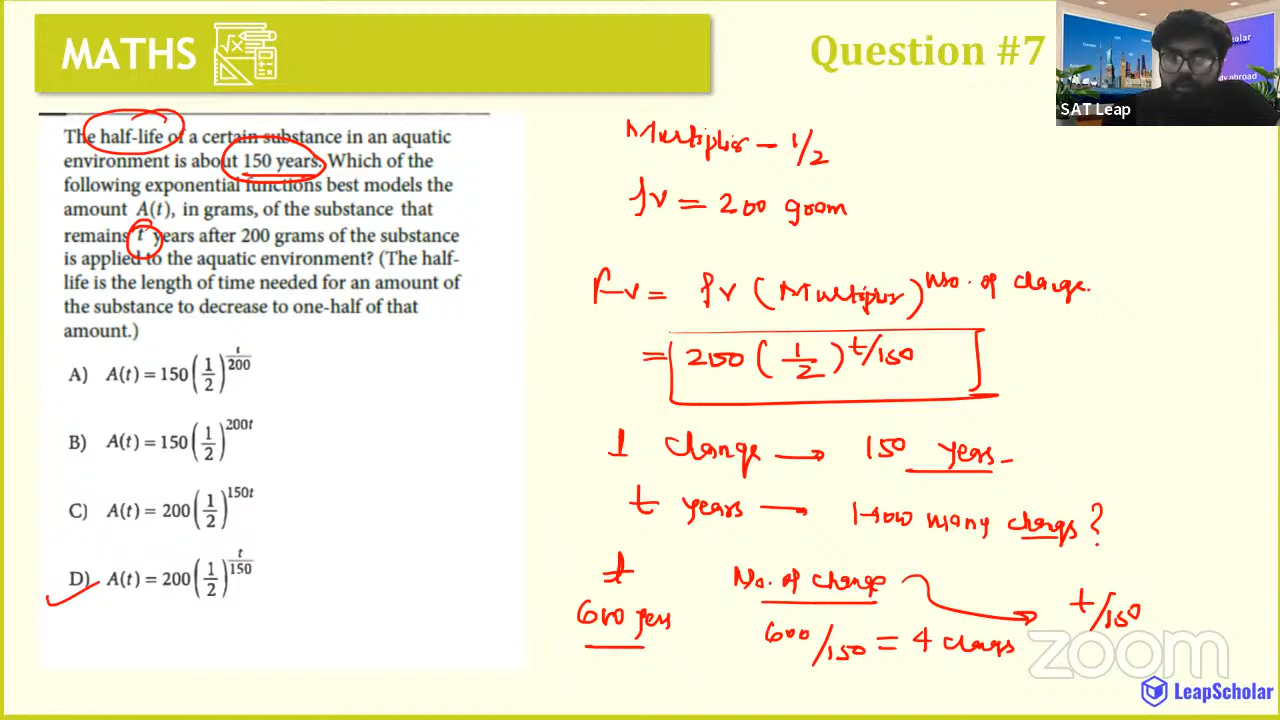 MATHS
Question #7
SAT Leap
The half-life of a certain substance in an aquatic
environment is about 150 years. Which of the
following exponential functions best models the
amount A(t), in grams, of the substance that
remains t years after 200 grams of the substance
is applied to the aquatic environment? (The half-
life is the length of time needed for an amount of
the substance to decrease to one-half of that
amount.)
A) A(t) = 150(1/2)^(t/200)
B) A(t) = 150(1/2)^(200t)
C) A(t) = 200(1/2)^(150t)
D) A(t) = 200(1/2)^(t/150)
Multiplier – 1/2
= 200 gram
(Multiplier) No. of change
= 200 (1/2) t/150
1 change → 150 years
t years → How many changes?
t No. of change t/150
600 years 600/150 = 4 changes
zoom
LeapScholar